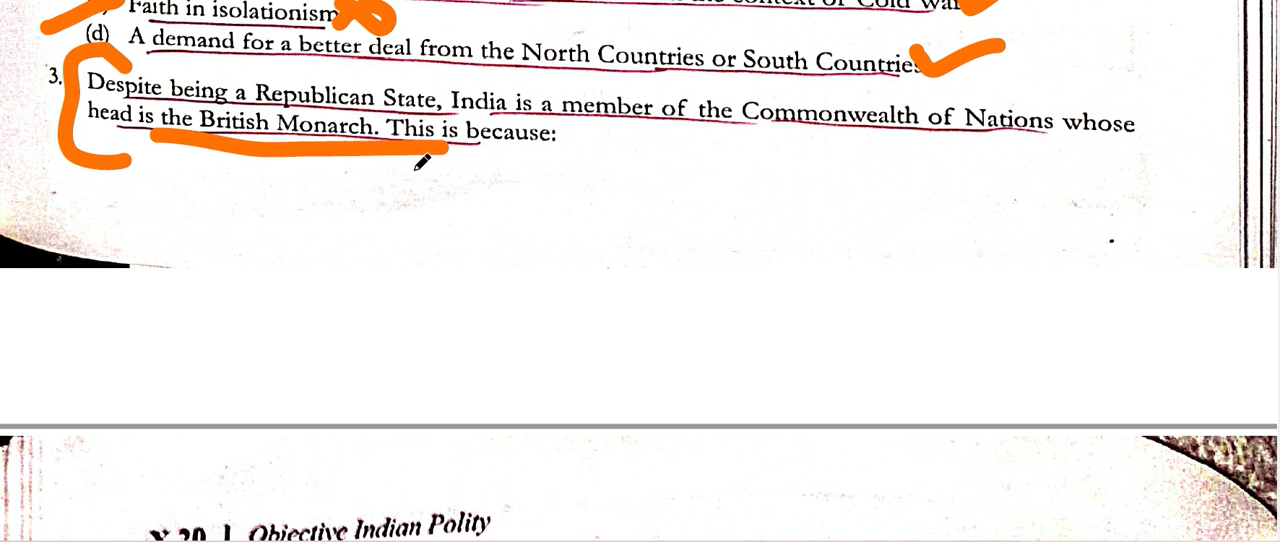 Faith in isolationism
(d) A demand for a better deal from the North Countries or South Countries
3. Despite being a Republican State, India is a member of the Commonwealth of Nations whose
head is the British Monarch. This is because:
Objective Indian Polity